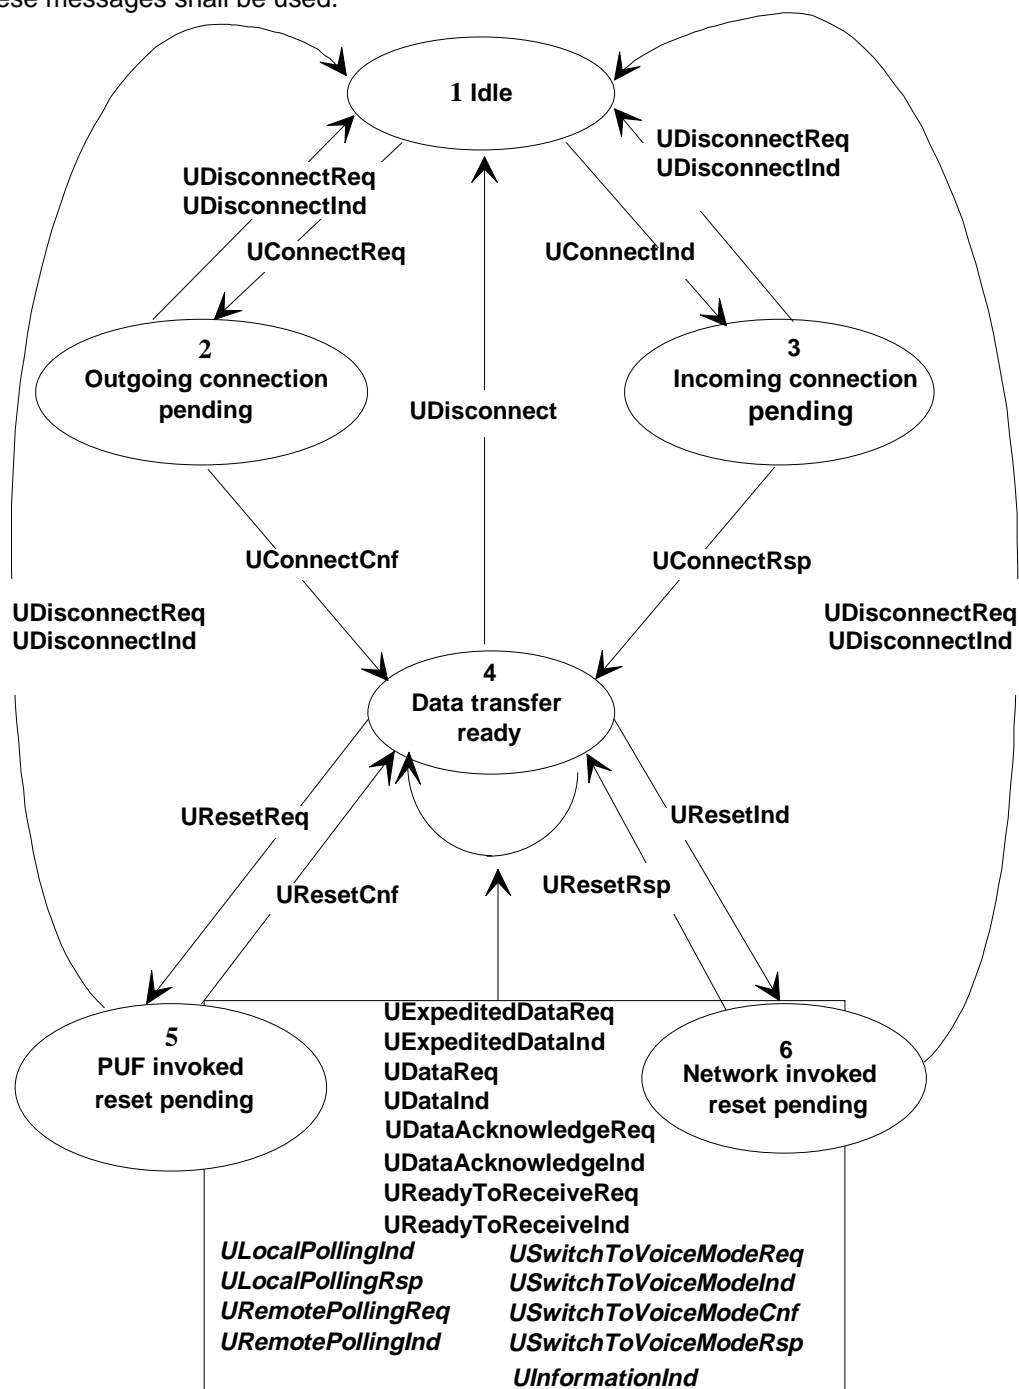 ese messages shall be used.
1 Idle
UDisconnectReq
UDisconnectInd
UDisconnectReq
UDisconnectInd
UConnectReq
UConnectInd
2
Outgoing connection
pending
3
Incoming connection
pending
UDisconnect
UConnectCnf
UConnectRsp
UDisconnectReq
UDisconnectInd
UDisconnectReq
UDisconnectInd
4
Data transfer
ready
UResetReq
UResetInd
UResetCnf
UResetRsp
5
PUF invoked
reset pending
6
Network invoked
reset pending
UExpeditedDataReq
UExpeditedDataInd
UDataReq
UDataInd
UDataAcknowledgeReq
UDataAcknowledgeInd
UReadyToReceiveReq
UReadyToReceiveInd
ULocalPollingInd
ULocalPollingRsp
URemotePollingReq
URemotePollingInd
USwitchToVoiceModeReq
USwitchToVoiceModeInd
USwitchToVoiceModeCnf
USwitchToVoiceModeRsp
UInformationInd